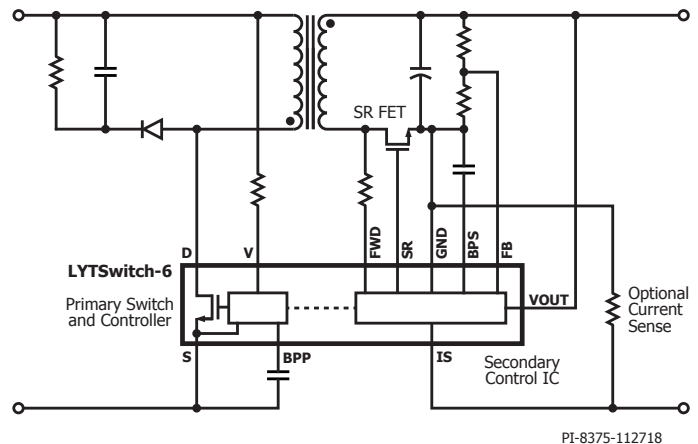 SR FET
D
V
FWD
SR
GND
BPS
FB
LYTSwitch-6
Primary Switch
and Controller
VOUT
Optional
Current
Sense
S
BPP
IS
Secondary
Control IC
PI-8375-112718